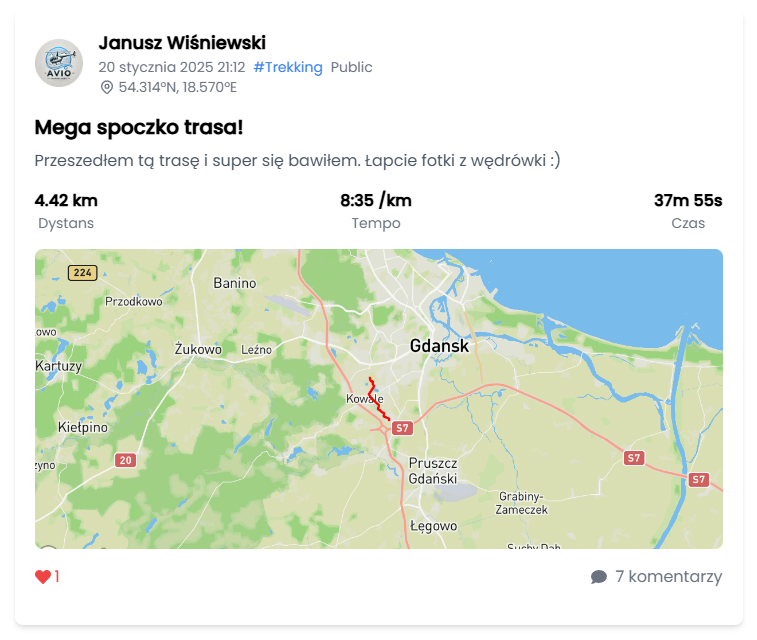 AVIO
Janusz Wiśniewski
20 stycznia 2025 21:12 #Trekking Public
54.314°N, 18.570°E
Mega spoczko trasa!
Przeszedłem tą trasę i super się bawiłem. Łapcie fotki z wędrówki :)
4.42 km 8:35 /km 37m 55s
Dystans Tempo Czas
224
Banino
Przodkowo
owo
Gdansk
Żukowo Leźno
Kartuzy
Kowale
Kiełpino S7
20 S7
zyno Pruszcz
Gdański
S7
Grabiny-
Zameczek
Łęgowo
Suchy Dąb
1 7 komentarzy